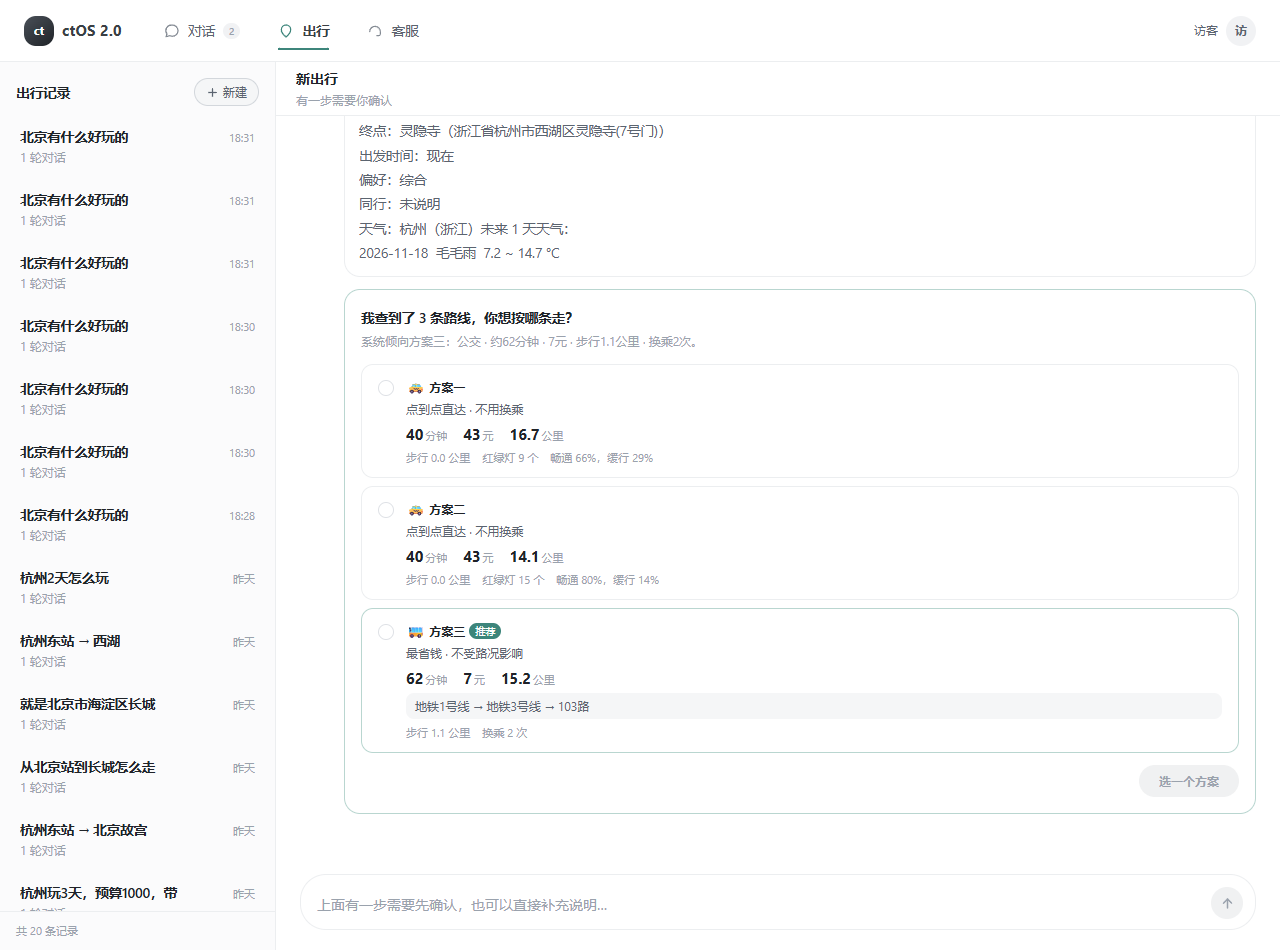 ct ctOS 2.0 对话 2 出行 客服 访客 访
出行记录
+ 新建
北京有什么好玩的 18:31
1 轮对话
北京有什么好玩的 18:31
1 轮对话
北京有什么好玩的 18:31
1 轮对话
北京有什么好玩的 18:30
1 轮对话
北京有什么好玩的 18:30
1 轮对话
北京有什么好玩的 18:30
1 轮对话
北京有什么好玩的 18:28
1 轮对话
杭州2天怎么玩 昨天
1 轮对话
杭州东站 → 西湖 昨天
1 轮对话
就是北京市海淀区长城 昨天
1 轮对话
从北京站到长城怎么走 昨天
1 轮对话
杭州东站 → 北京故宫 昨天
1 轮对话
杭州玩3天，预算1000，带 昨天
共 20 条记录
新出行
有一步需要你确认
终点：灵隐寺（浙江省杭州市西湖区灵隐寺(7号门)）
出发时间：现在
偏好：综合
同行：未说明
天气：杭州（浙江）未来 1 天天气：
2026-11-18 毛毛雨 7.2 ~ 14.7 °C
我查到了 3 条路线，你想按哪条走？
系统倾向方案三：公交 · 约62分钟 · 7元 · 步行1.1公里 · 换乘2次。
方案一
点到点直达 · 不用换乘
40 分钟 43 元 16.7 公里
步行 0.0 公里 红绿灯 9 个 畅通 66%，缓行 29%
方案二
点到点直达 · 不用换乘
40 分钟 43 元 14.1 公里
步行 0.0 公里 红绿灯 15 个 畅通 80%，缓行 14%
方案三 推荐
最省钱 · 不受路况影响
62 分钟 7 元 15.2 公里
地铁1号线 → 地铁3号线 → 103路
步行 1.1 公里 换乘 2 次
选一个方案
上面有一步需要先确认，也可以直接补充说明...